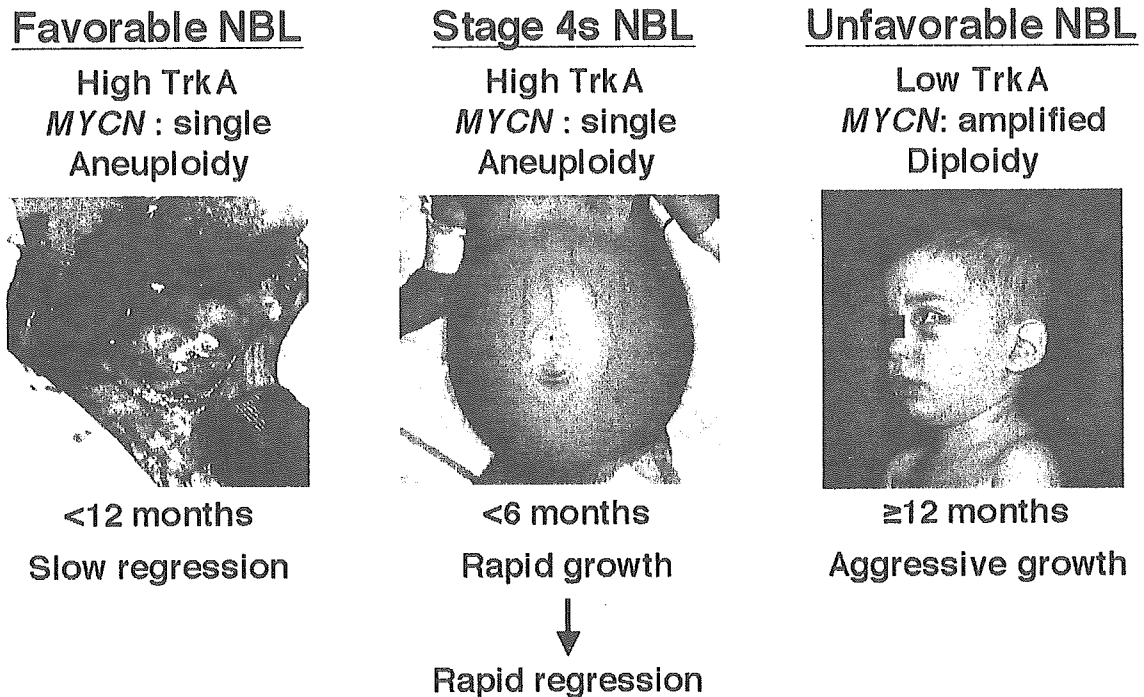 Favorable NBL
High TrkA
MYCN : single
Aneuploidy
<12 months
Slow regression
Stage 4s NBL
High TrkA
MYCN : single
Aneuploidy
<6 months
Rapid growth
Rapid regression
Unfavorable NBL
Low TrkA
MYCN: amplified
Diploidy
≥12 months
Aggressive growth